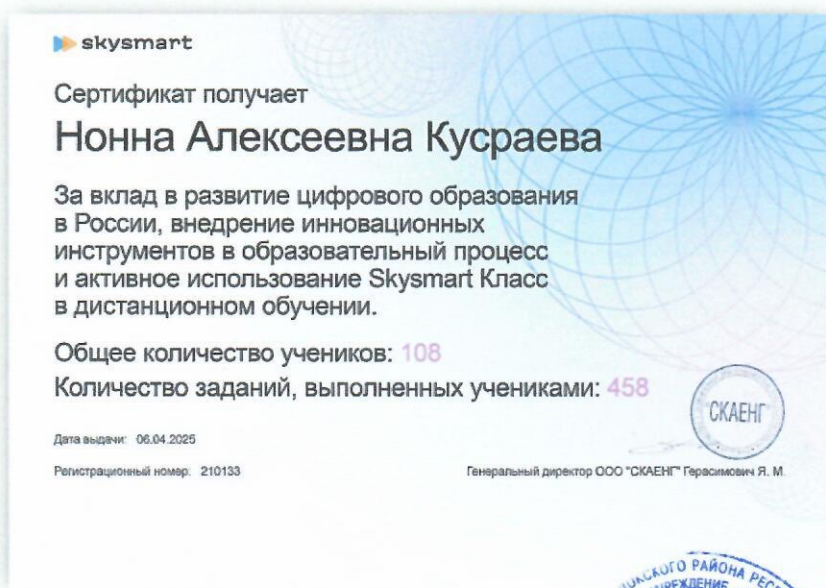 skysmart
Сертификат получает
Нонна Алексеевна Кусраева
За вклад в развитие цифрового образования
в России, внедрение инновационных
инструментов в образовательный процесс
и активное использование Skysmart Класс
в дистанционном обучении.
Общее количество учеников: 108
Количество заданий, выполненных учениками: 458
"СКАЕНГ"
Дата выдачи: 06.04.2025
Регистрационный номер: 210133
Генеральный директор ООО "СКАЕНГ" Герасимович Я. М.
РАЙОНА